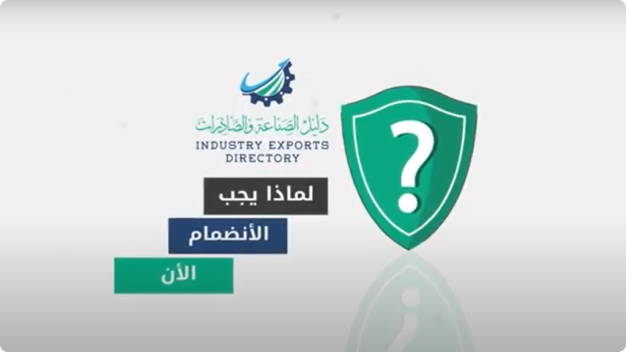 دليل الصناعة والصادرات
INDUSTRY EXPORTS
DIRECTORY
لماذا يجب
الأنضمام
الأن
?